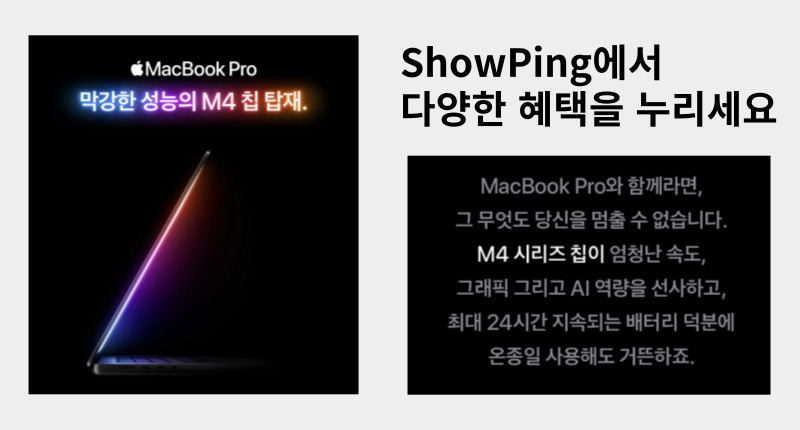 MacBook Pro
막강한 성능의 M4 칩 탑재.
ShowPing에서
다양한 혜택을 누리세요
MacBook Pro와 함께라면,
그 무엇도 당신을 멈출 수 없습니다.
M4 시리즈 칩이 엄청난 속도,
그래픽 그리고 AI 역량을 선사하고,
최대 24시간 지속되는 배터리 덕분에
온종일 사용해도 거뜬하죠.